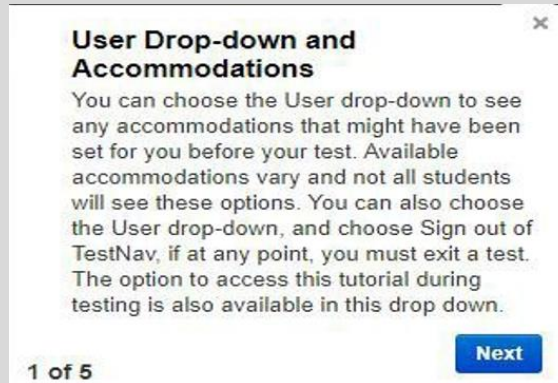 User Drop-down and
Accommodations
You can choose the User drop-down to see
any accommodations that might have been
set for you before your test. Available
accommodations vary and not all students
will see these options. You can also choose
the User drop-down, and choose Sign out of
TestNav, if at any point, you must exit a test.
The option to access this tutorial during
testing is also available in this drop down.
Next
1 of 5